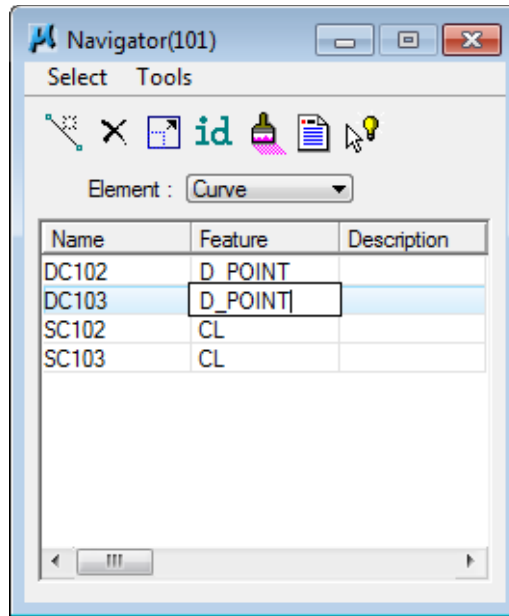 Navigator(101)
Select Tools
id
Element : Curve
Name Feature Description
DC102 D_POINT
DC103 D_POINT
SC102 CL
SC103 CL